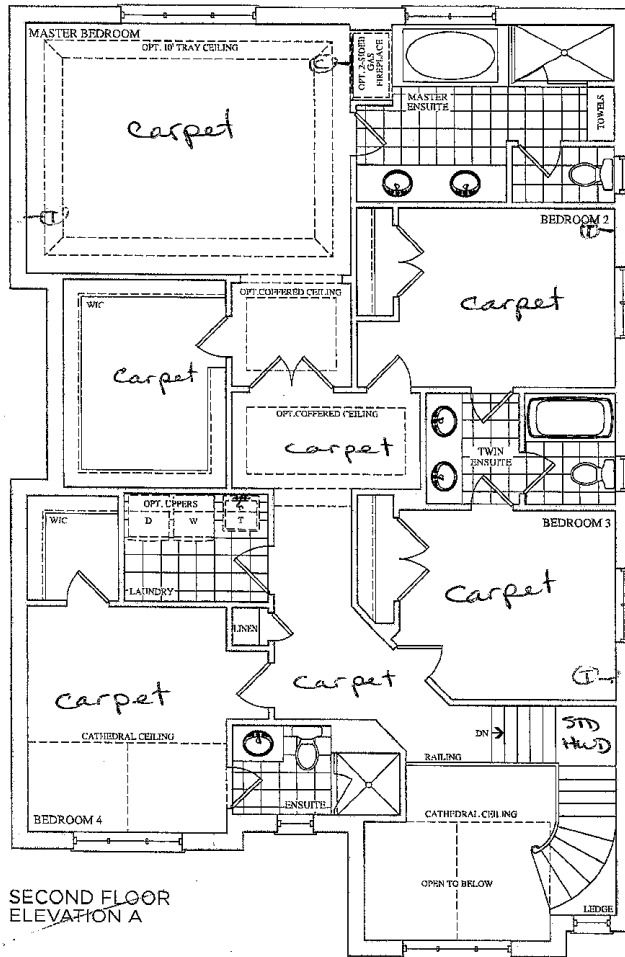 MASTER BEDROOM
OPT. 10' TRAY CEILING
carpet
OPT. 2-SIDED
GAS
FIREPLACE
MASTER
ENSUITE
TOWELS
BEDROOM 2
T
carpet
OPT.COFFERED CEILING
WIC
carpet
OPT.COFFERED CEILING
carpet
TWIN
ENSUITE
OPT. UPPERS
D W T
WIC
LAUNDRY
BEDROOM 3
carpet
T
LINEN
carpet
carpet
CATHEDRAL CEILING
BEDROOM 4
ENSUITE
DN
RAILING
STD
HWD
CATHEDRAL CEILING
OPEN TO BELOW
LEDGE
SECOND FLOOR
ELEVATION A